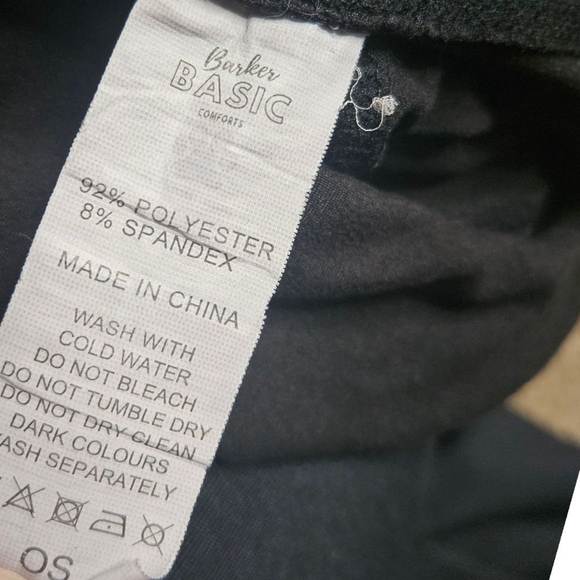 Barker
BASIC
COMFORTS
92% POLYESTER
8% SPANDEX
MADE IN CHINA
WASH WITH
COLD WATER
DO NOT BLEACH
DO NOT TUMBLE DRY
DO NOT DRY CLEAN
DARK COLOURS
ASH SEPARATELY
OS